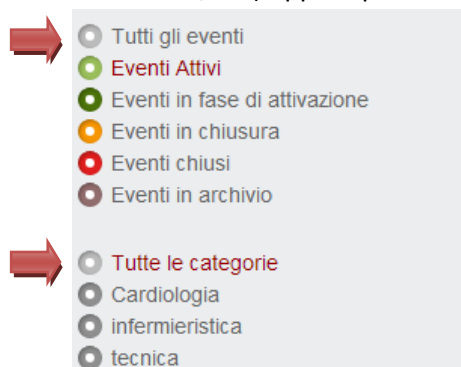 Tutti gli eventi
Eventi Attivi
Eventi in fase di attivazione
Eventi in chiusura
Eventi chiusi
Eventi in archivio
Tutte le categorie
Cardiologia
infermieristica
tecnica